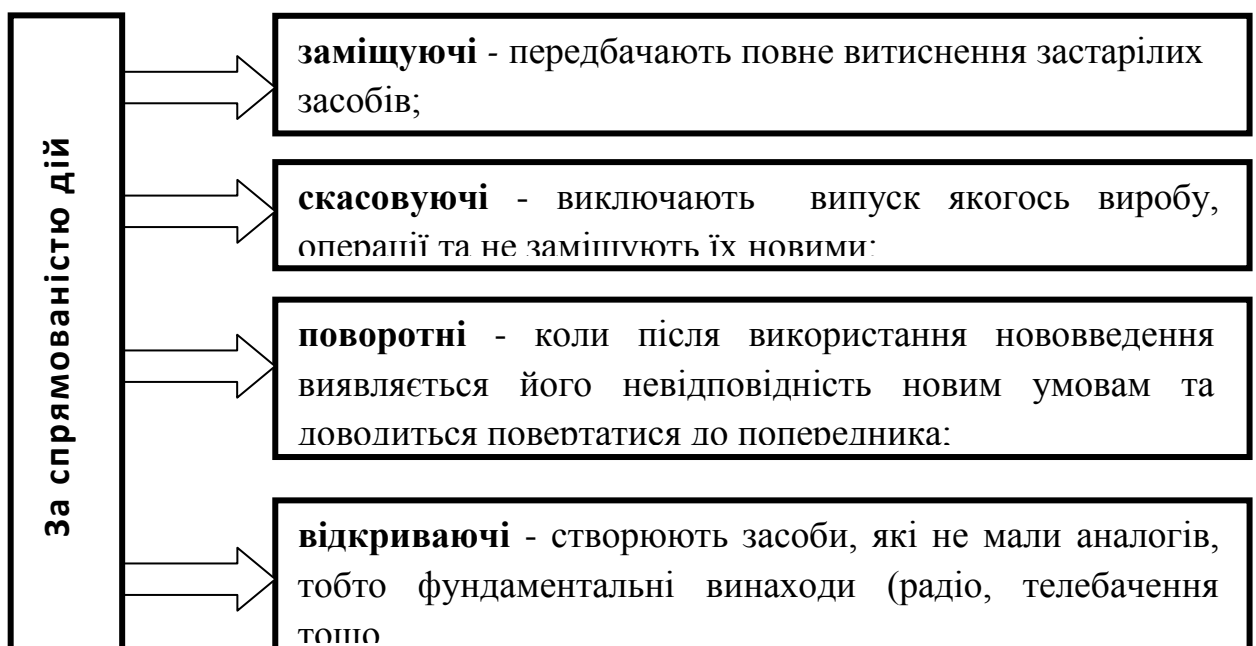 За спрямованістю дій
заміщуючі - передбачають повне витиснення застарілих
засобів;
скасовуючі - виключають випуск якогось виробу,
операції та не заміщують їх новими;
поворотні - коли після використання нововведення
виявляється його невідповідність новим умовам та
доводиться повертатися до попередника;
відкриваючі - створюють засоби, які не мали аналогів,
тобто фундаментальні винаходи (радіо, телебачення
тощо